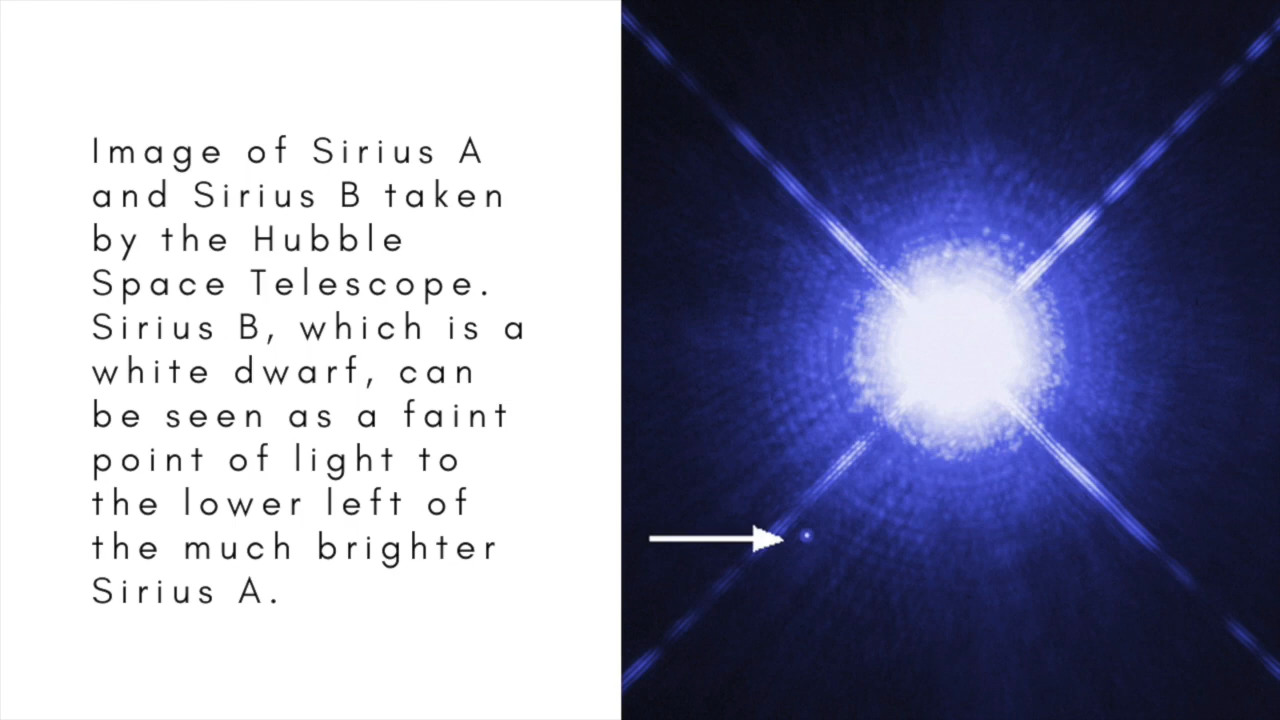 Image of Sirius A
and Sirius B taken
by the Hubble
Space Telescope.
Sirius B, which is a
white dwarf, can
be seen as a faint
point of light to
the lower left of
the much brighter
Sirius A.